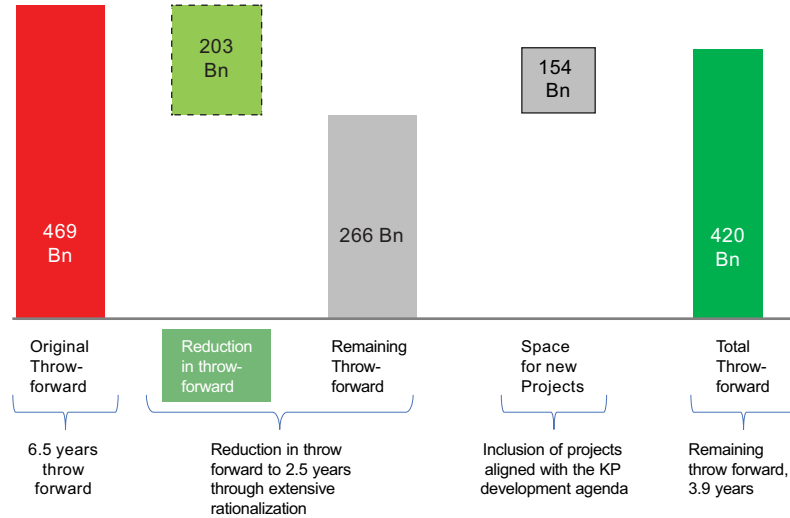 203
Bn
154
Bn
469
Bn
266 Bn
420
Bn
Original
Throw-
forward
Reduction
in throw-
forward
Remaining
Throw-
forward
Space
for new
Projects
Total
Throw-
forward
6.5 years
throw
forward
Reduction in throw
forward to 2.5 years
through extensive
rationalization
Inclusion of projects
aligned with the KP
development agenda
Remaining
throw forward,
3.9 years